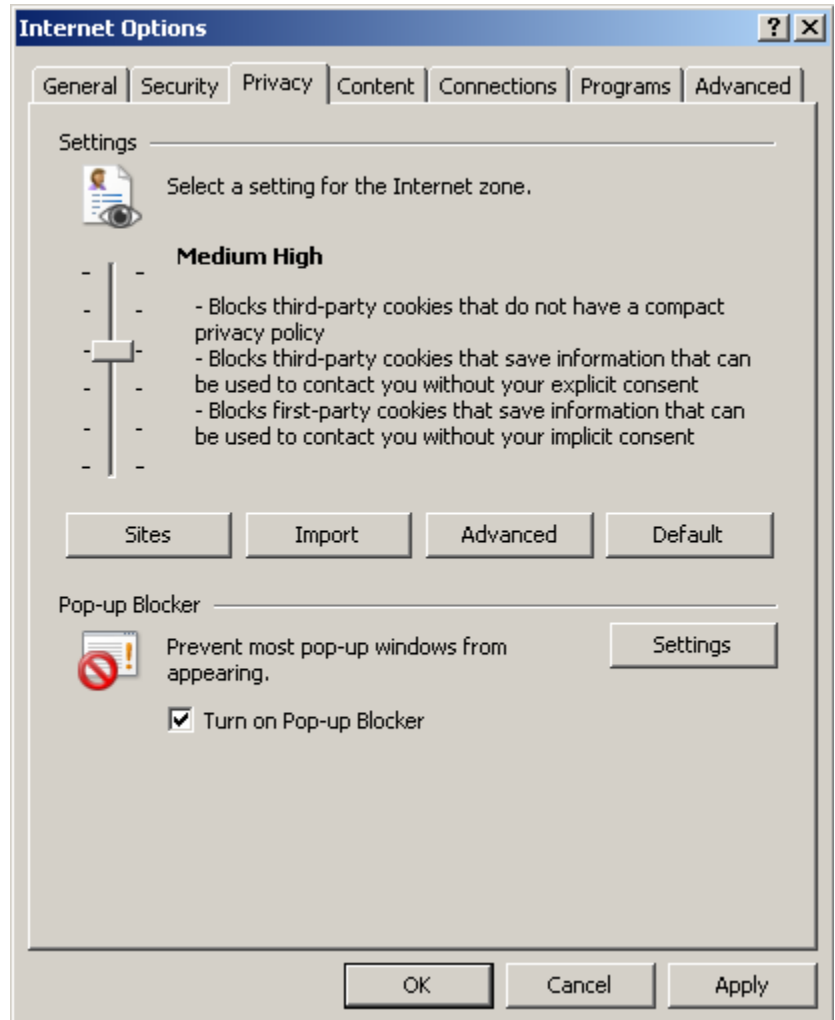 Internet Options
General Security Privacy Content Connections Programs Advanced
Settings
Select a setting for the Internet zone.
Medium High
- Blocks third-party cookies that do not have a compact
privacy policy
- Blocks third-party cookies that save information that can
be used to contact you without your explicit consent
- Blocks first-party cookies that save information that can
be used to contact you without your implicit consent
Sites Import Advanced Default
Pop-up Blocker
Prevent most pop-up windows from
appearing.
Settings
Turn on Pop-up Blocker
OK Cancel Apply